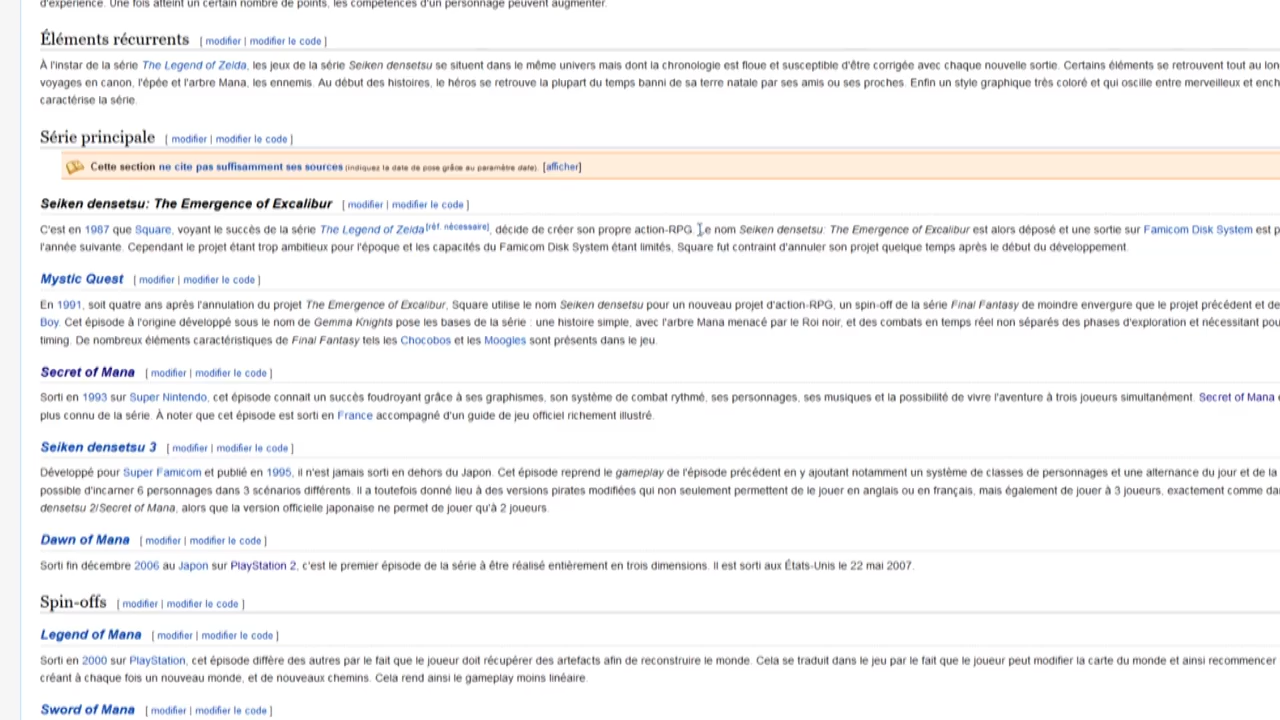 d'expérience. Une fois atteint un certain nombre de points, les compétences d'un personnage peuvent augmenter.
Éléments récurrents [ modifier | modifier le code ]
À l'instar de la série The Legend of Zelda, les jeux de la série Seiken densetsu se situent dans le même univers mais dont la chronologie est floue et susceptible d'être corrigée avec chaque nouvelle sortie. Certains éléments se retrouvent tout au lon
voyages en canon, l'épée et l'arbre Mana, les ennemis. Au début des histoires, le héros se retrouve la plupart du temps banni de sa terre natale par ses amis ou ses proches. Enfin un style graphique très coloré et qui oscille entre merveilleux et ench
caractérise la série.
Série principale [ modifier | modifier le code ]
Cette section ne cite pas suffisamment ses sources (indiquez la date de pose grâce au paramètre date). [afficher]
Seiken densetsu: The Emergence of Excalibur [ modifier | modifier le code ]
C'est en 1987 que Square, voyant le succès de la série The Legend of Zelda[réf. nécessaire], décide de créer son propre action-RPG. Le nom Seiken densetsu: The Emergence of Excalibur est alors déposé et une sortie sur Famicom Disk System est p
l'année suivante. Cependant le projet étant trop ambitieux pour l'époque et les capacités du Famicom Disk System étant limités, Square fut contraint d'annuler son projet quelque temps après le début du développement.
Mystic Quest [ modifier | modifier le code ]
En 1991, soit quatre ans après l'annulation du projet The Emergence of Excalibur, Square utilise le nom Seiken densetsu pour un nouveau projet d'action-RPG, un spin-off de la série Final Fantasy de moindre envergure que le projet précédent et de
Boy. Cet épisode à l'origine développé sous le nom de Gemma Knights pose les bases de la série : une histoire simple, avec l'arbre Mana menacé par le Roi noir, et des combats en temps réel non séparés des phases d'exploration et nécessitant pou
timing. De nombreux éléments caractéristiques de Final Fantasy tels les Chocobos et les Moogles sont présents dans le jeu.
Secret of Mana [ modifier | modifier le code ]
Sorti en 1993 sur Super Nintendo, cet épisode connait un succès foudroyant grâce à ses graphismes, son système de combat rythmé, ses personnages, ses musiques et la possibilité de vivre l'aventure à trois joueurs simultanément. Secret of Mana e
plus connu de la série. À noter que cet épisode est sorti en France accompagné d'un guide de jeu officiel richement illustré.
Seiken densetsu 3 [ modifier | modifier le code ]
Développé pour Super Famicom et publié en 1995, il n'est jamais sorti en dehors du Japon. Cet épisode reprend le gameplay de l'épisode précédent en y ajoutant notamment un système de classes de personnages et une alternance du jour et de la
possible d'incarner 6 personnages dans 3 scénarios différents. Il a toutefois donné lieu à des versions pirates modifiées qui non seulement permettent de le jouer en anglais ou en français, mais également de jouer à 3 joueurs, exactement comme da
densetsu 2/Secret of Mana, alors que la version officielle japonaise ne permet de jouer qu'à 2 joueurs.
Dawn of Mana [ modifier | modifier le code ]
Sorti fin décembre 2006 au Japon sur PlayStation 2, c'est le premier épisode de la série à être réalisé entièrement en trois dimensions. Il est sorti aux États-Unis le 22 mai 2007.
Spin-offs [ modifier | modifier le code ]
Legend of Mana [ modifier | modifier le code ]
Sorti en 2000 sur PlayStation, cet épisode diffère des autres par le fait que le joueur doit récupérer des artefacts afin de reconstruire le monde. Cela se traduit dans le jeu par le fait que le joueur peut modifier la carte du monde et ainsi recommencer
créant à chaque fois un nouveau monde, et de nouveaux chemins. Cela rend ainsi le gameplay moins linéaire.
Sword of Mana [ modifier | modifier le code ]